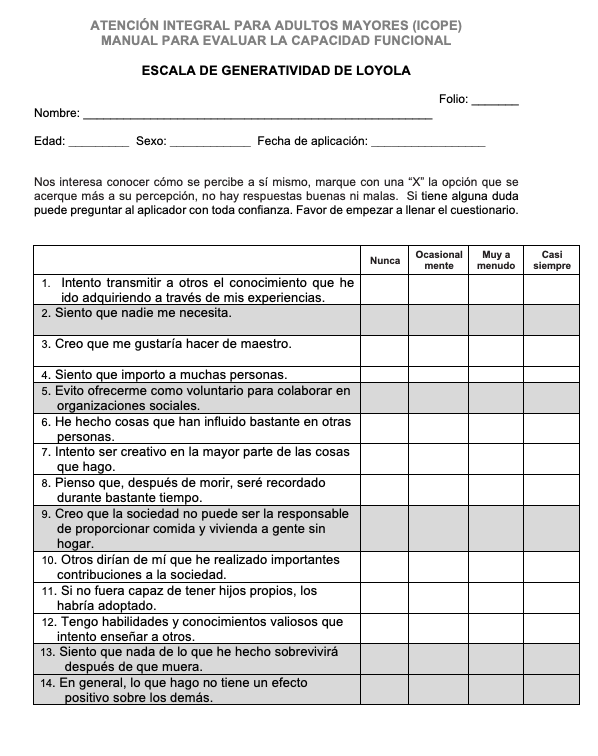 ATENCIÓN INTEGRAL PARA ADULTOS MAYORES (ICOPE)
MANUAL PARA EVALUAR LA CAPACIDAD FUNCIONAL
ESCALA DE GENERATIVIDAD DE LOYOLA
Folio: _______
Nombre: ____________________________________________________
Edad: _________ Sexo: ____________ Fecha de aplicación: _________________
Nos interesa conocer cómo se percibe a sí mismo, marque con una “X” la opción que se
acerque más a su percepción, no hay respuestas buenas ni malas. Si tiene alguna duda
puede preguntar al aplicador con toda confianza. Favor de empezar a llenar el cuestionario.
Nunca Ocasional Muy a Casi
mente menudo siempre
1. Intento transmitir a otros el conocimiento que he
ido adquiriendo a través de mis experiencias.
2. Siento que nadie me necesita.
3. Creo que me gustaría hacer de maestro.
4. Siento que importo a muchas personas.
5. Evito ofrecerme como voluntario para colaborar en
organizaciones sociales.
6. He hecho cosas que han influido bastante en otras
personas.
7. Intento ser creativo en la mayor parte de las cosas
que hago.
8. Pienso que, después de morir, seré recordado
durante bastante tiempo.
9. Creo que la sociedad no puede ser la responsable
de proporcionar comida y vivienda a gente sin
hogar.
10. Otros dirían de mí que he realizado importantes
contribuciones a la sociedad.
11. Si no fuera capaz de tener hijos propios, los
habría adoptado.
12. Tengo habilidades y conocimientos valiosos que
intento enseñar a otros.
13. Siento que nada de lo que he hecho sobrevivirá
después de que muera.
14. En general, lo que hago no tiene un efecto
positivo sobre los demás.